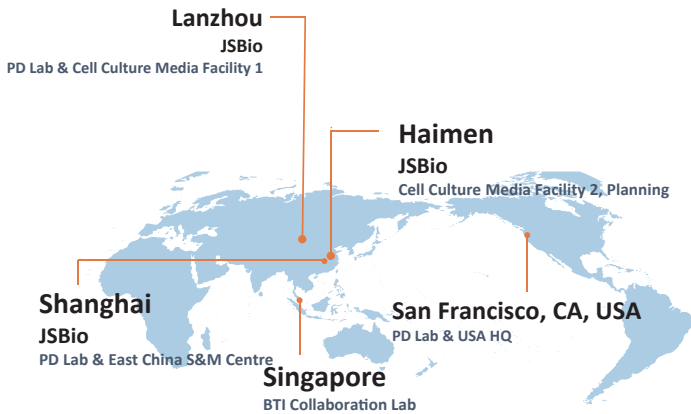 Lanzhou
JSBio
PD Lab & Cell Culture Media Facility 1
Haimen
JSBio
Cell Culture Media Facility 2, Planning
Shanghai
JSBio
PD Lab & East China S&M Centre
San Francisco, CA, USA
PD Lab & USA HQ
Singapore
BTI Collaboration Lab